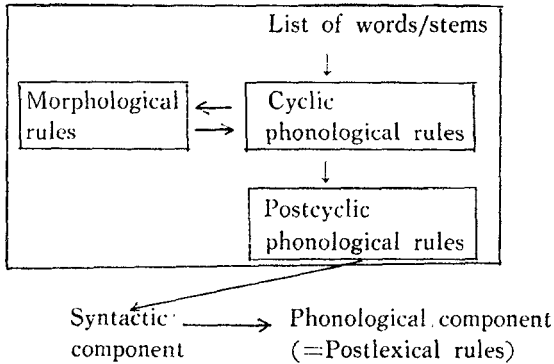 List of words/stems
Morphological
rules
Cyclic
phonological rules
Postcyclic
phonological rules
Syntactic
component
Phonological component
(=Postlexical rules)